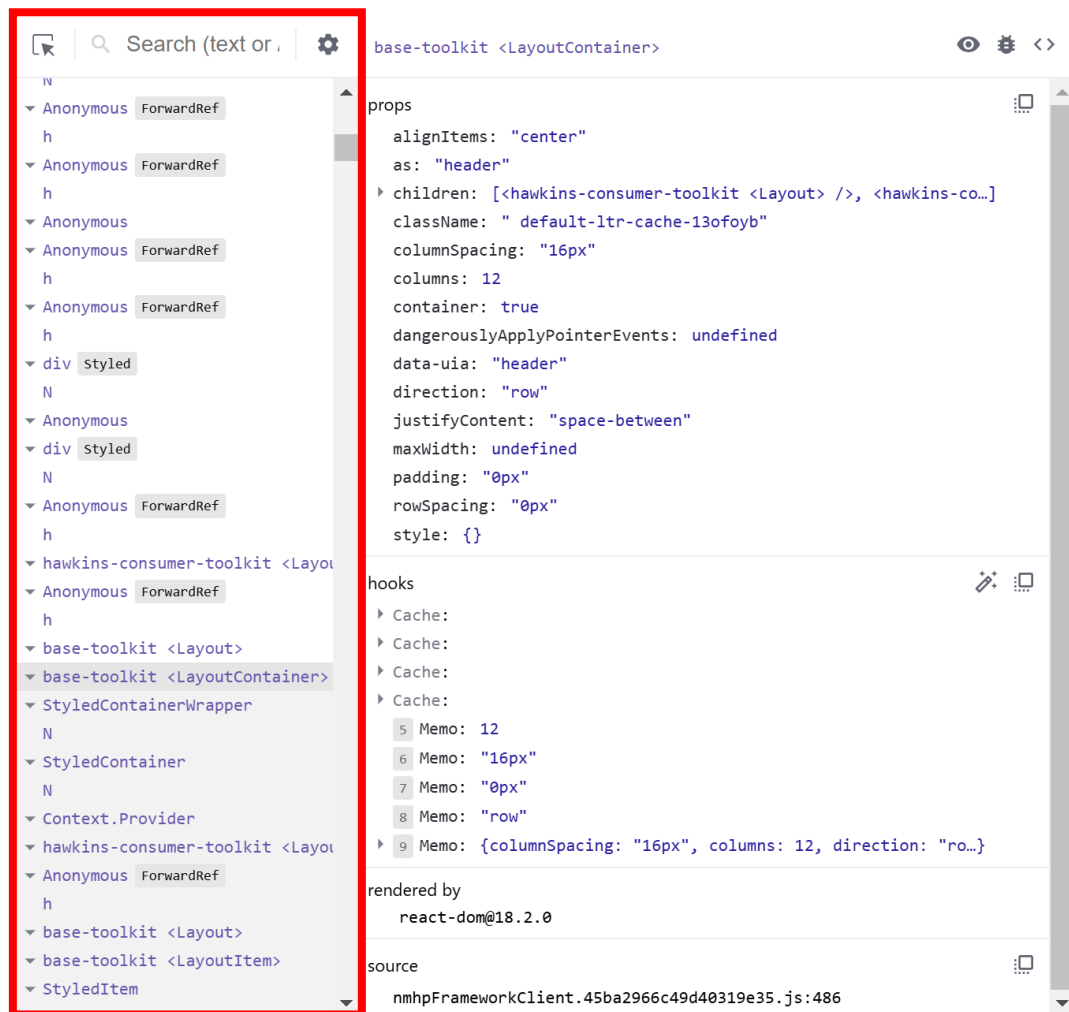 Search (text or /
N
Anonymous ForwardRef
h
Anonymous ForwardRef
h
Anonymous
Anonymous ForwardRef
h
Anonymous ForwardRef
h
div Styled
N
Anonymous
div Styled
N
Anonymous ForwardRef
h
hawkins-consumer-toolkit <Layou
Anonymous ForwardRef
h
base-toolkit <Layout>
base-toolkit <LayoutContainer>
StyledContainerWrapper
N
StyledContainer
N
Context.Provider
hawkins-consumer-toolkit <Layou
Anonymous ForwardRef
h
base-toolkit <Layout>
base-toolkit <LayoutItem>
StyledItem
base-toolkit <LayoutContainer>
props
alignItems: "center"
as: "header"
children: [<hawkins-consumer-toolkit <Layout> />, <hawkins-co…]
className: " default-ltr-cache-13ofoyb"
columnSpacing: "16px"
columns: 12
container: true
dangerouslyApplyPointerEvents: undefined
data-uia: "header"
direction: "row"
justifyContent: "space-between"
maxWidth: undefined
padding: "0px"
rowSpacing: "0px"
style: {}
hooks
Cache:
Cache:
Cache:
Cache:
5 Memo: 12
6 Memo: "16px"
7 Memo: "0px"
8 Memo: "row"
9 Memo: {columnSpacing: "16px", columns: 12, direction: "ro…}
rendered by
react-dom@18.2.0
source
nmhpFrameworkClient.45ba2966c49d40319e35.js:486